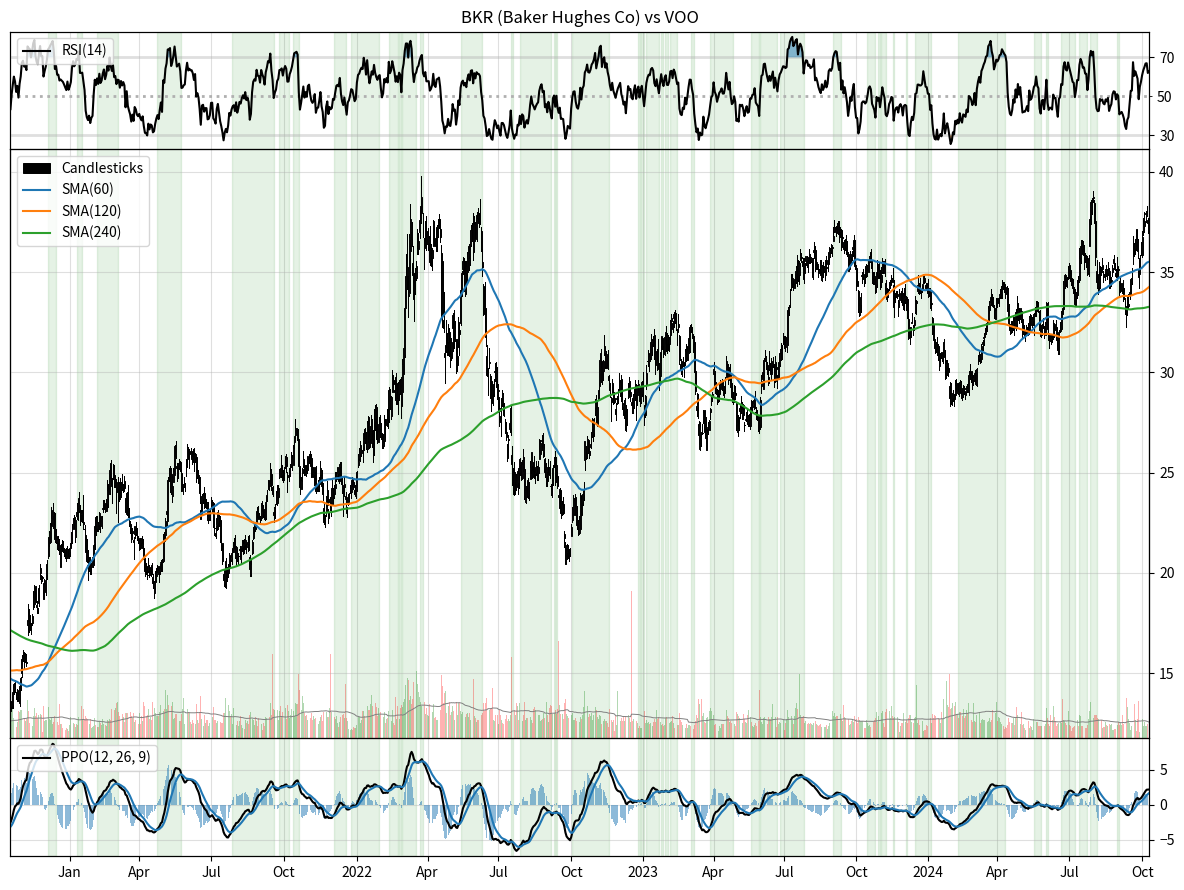 BKR (Baker Hughes Co) vs VOO
RSI(14)
70
50
30
Candlesticks
SMA(60)
SMA(120)
SMA(240)
40
35
30
25
20
15
PPO(12, 26, 9)
5
0
−5
Jan Apr Jul Oct 2022 Apr Jul Oct 2023 Apr Jul Oct 2024 Apr Jul Oct